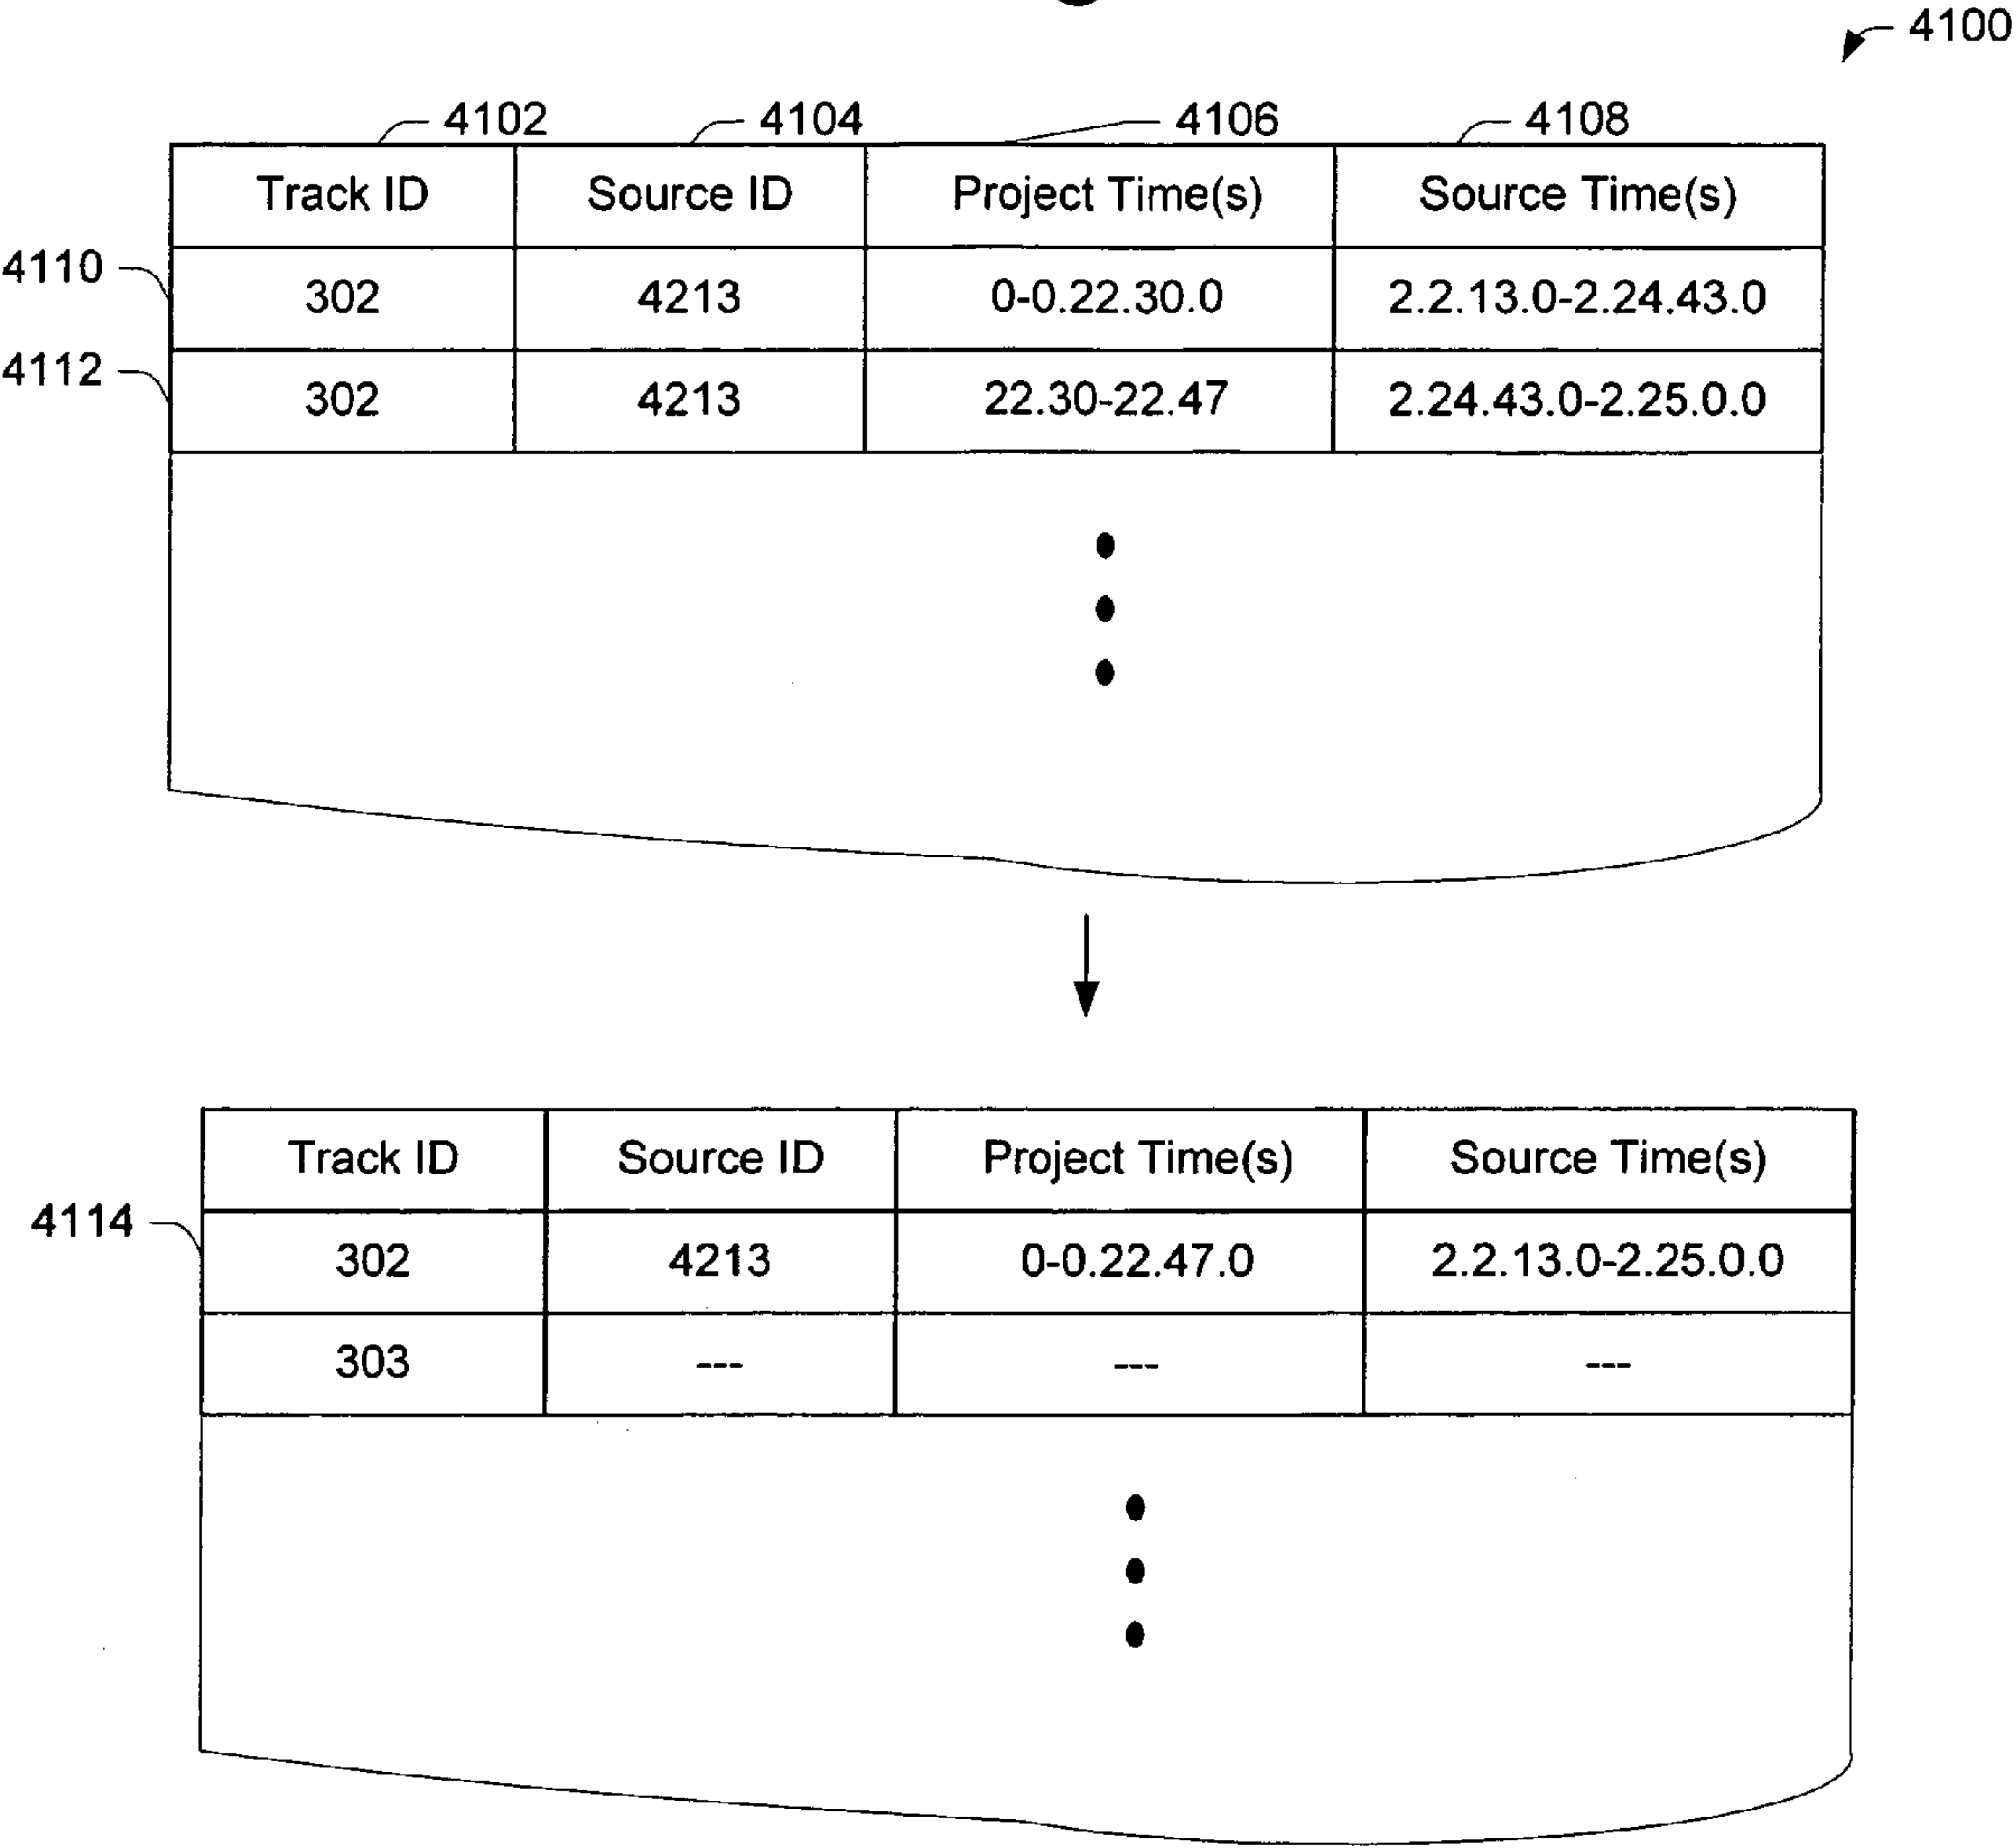 4100
4102 4104 4106 4108
Track ID Source ID Project Time(s) Source Time(s)
4110 302 4213 0-0.22.30.0 2.2.13.0-2.24.43.0
4112 302 4213 22.30-22.47 2.24.43.0-2.25.0.0
Track ID Source ID Project Time(s) Source Time(s)
4114 302 4213 0-0.22.47.0 2.2.13.0-2.25.0.0
303 --- --- ---